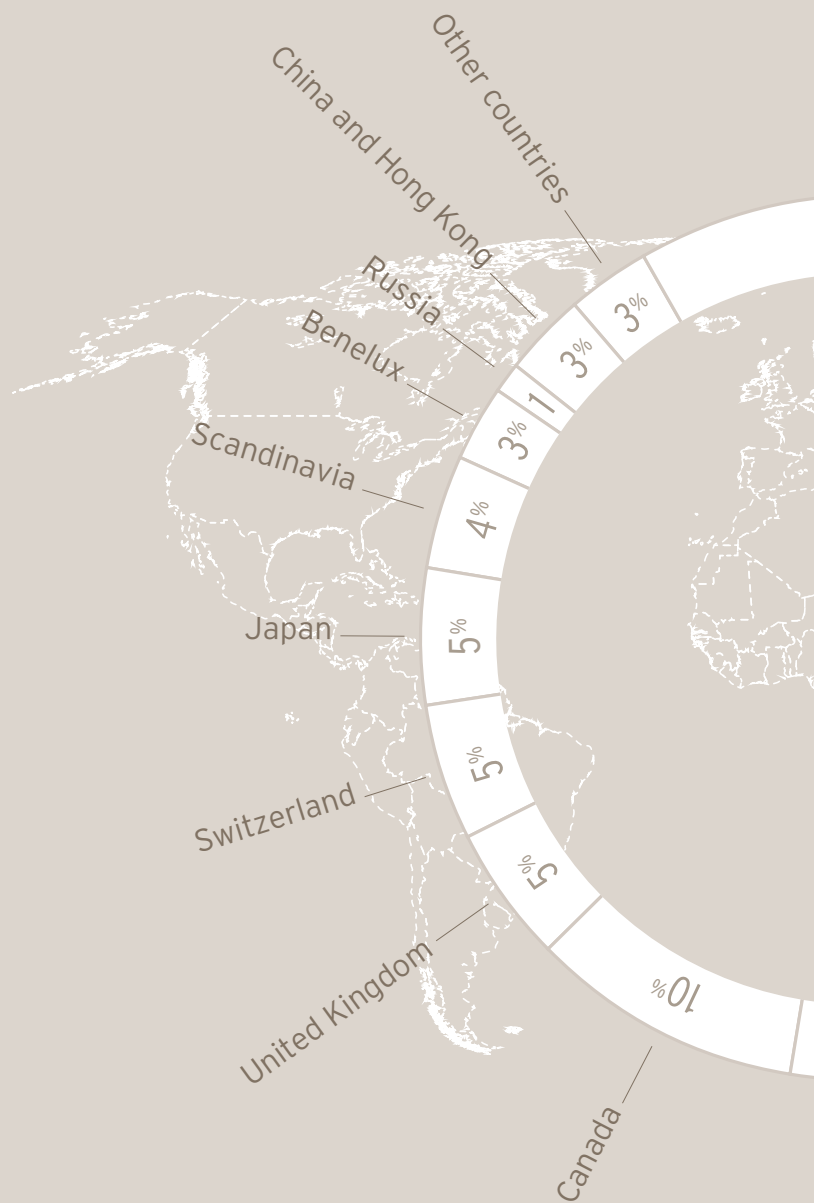 Other countries
3%
China and Hong Kong
3%
Russia
1
Benelux
3%
Scandinavia
4%
Japan
5%
Switzerland
5%
United Kingdom
5%
Canada
10%